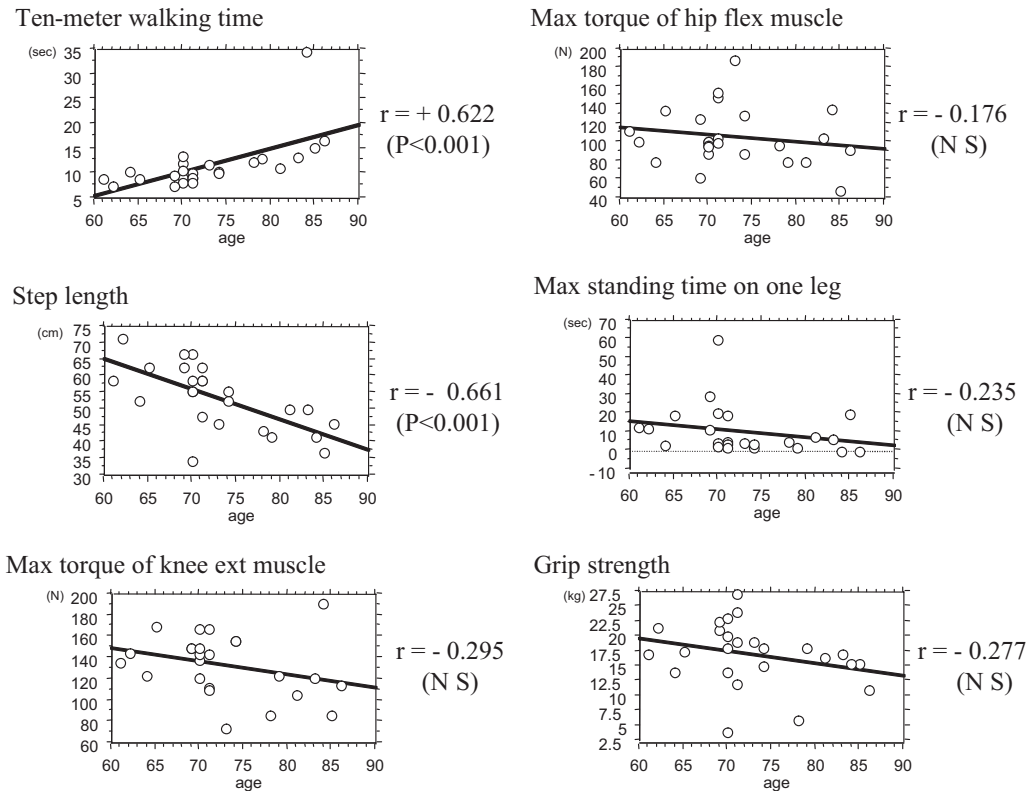 Ten-meter walking time
(sec)
35
30
25
20
15
10
5
60 65 70 75 80 85 90
age
r = + 0.622
(P<0.001)
Max torque of hip flex muscle
(N)
200
180
160
140
120
100
80
60
40
60 65 70 75 80 85 90
age
r = - 0.176
(N S)
Step length
(cm)
75
65
60
55
50
45
40
35
30
60 65 70 75 80 85 90
age
r = - 0.661
(P<0.001)
Max standing time on one leg
(sec)
70
60
50
40
30
20
10
0
-10
60 65 70 75 80 85 90
age
r = - 0.235
(N S)
Max torque of knee ext muscle
(N)
200
180
160
140
120
100
80
60
60 65 70 75 80 85 90
age
r = - 0.295
(N S)
Grip strength
(kg)
27.5
25
22.5
20
17.5
15
12.5
10
7.5
5
2.5
60 65 70 75 80 85 90
age
r = - 0.277
(N S)